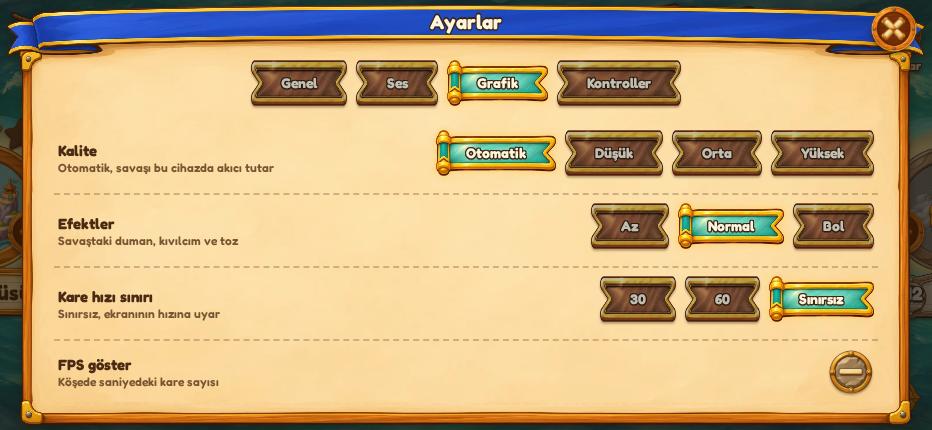 Ayarlar
Genel Ses Grafik Kontroller
Kalite
Otomatik, savaşı bu cihazda akıcı tutar
Otomatik Düşük Orta Yüksek
Efektler
Savaştaki duman, kıvılcım ve toz
Az Normal Bol
Kare hızı sınırı
Sınırsız, ekranının hızına uyar
30 60 Sınırsız
FPS göster
Köşede saniyedeki kare sayısı